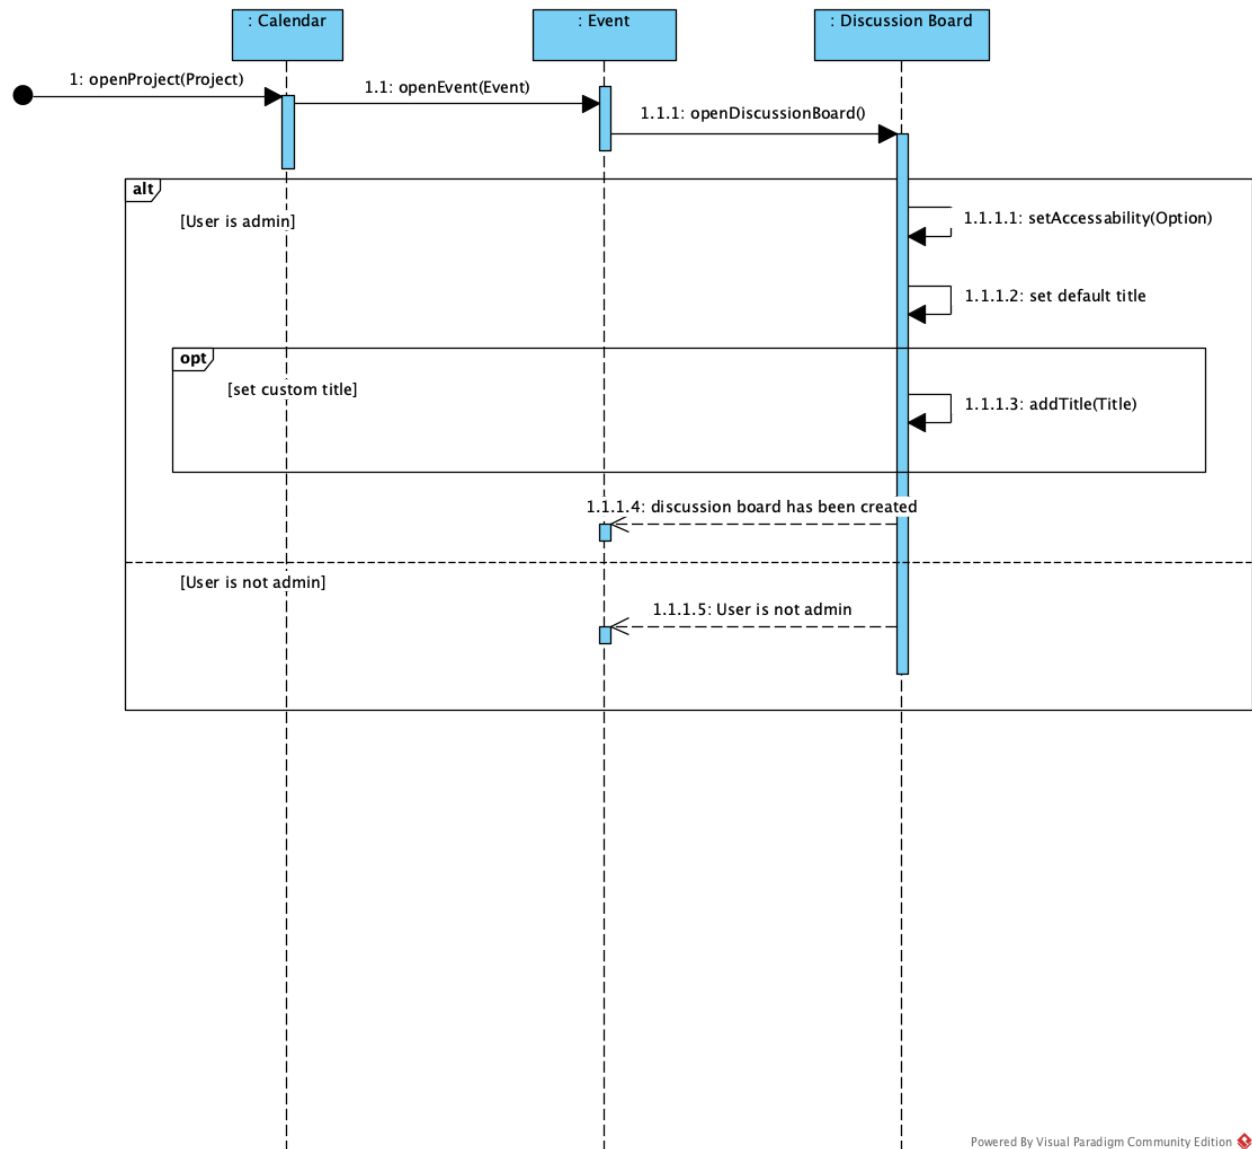 : Calendar
: Event
: Discussion Board
1: openProject(Project)
1.1: openEvent(Event)
1.1.1: openDiscussionBoard()
alt
[User is admin]
1.1.1.1: setAccessability(Option)
1.1.1.2: set default title
opt
[set custom title]
1.1.1.3: addTitle(Title)
1.1.1.4: discussion board has been created
[User is not admin]
1.1.1.5: User is not admin
Powered By Visual Paradigm Community Edition